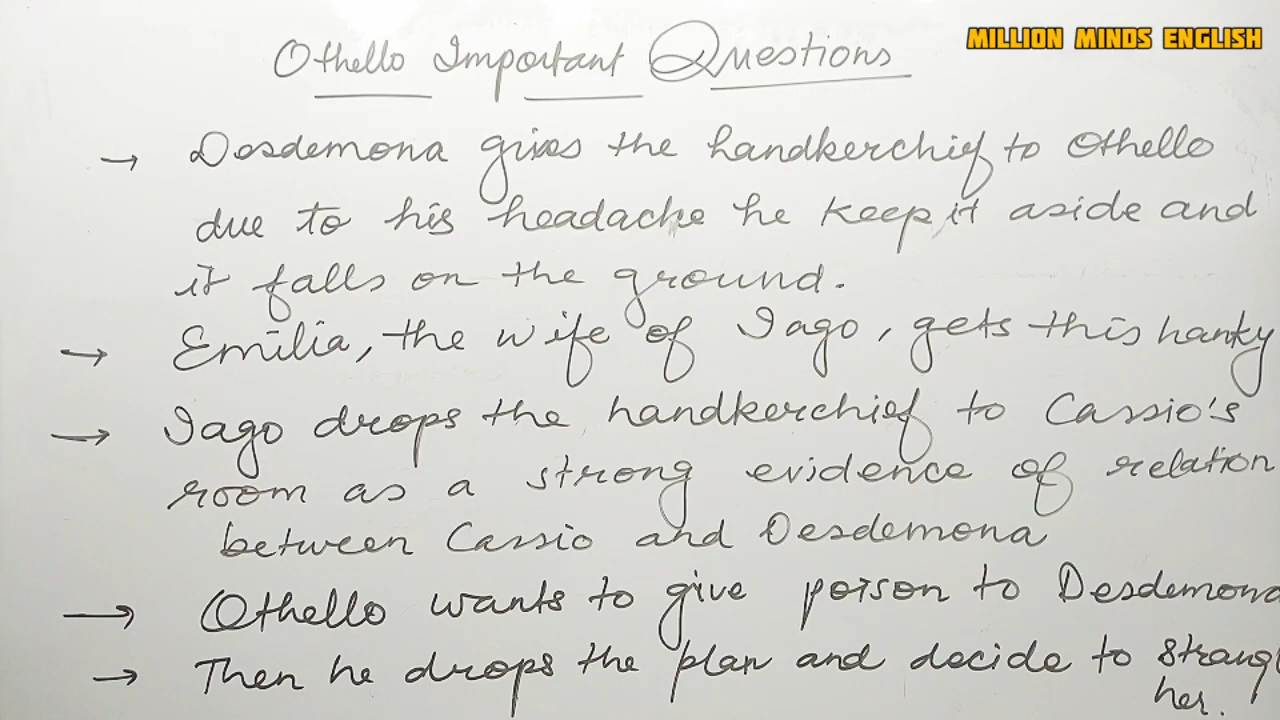 MILLION MINDS ENGLISH
Othello Important Questions
→ Desdemona gives the handkerchief to Othello
due to his headache he keep it aside and
it falls on the ground.
→ Emilia, the wife of Iago, gets this hanky
→ Iago drops the handkerchief to Cassio's
room as a strong evidence of relation
between Cassio and Desdemona
→ Othello wants to give poison to Desdemona
→ Then he drops the plan and decide to strangl
her.